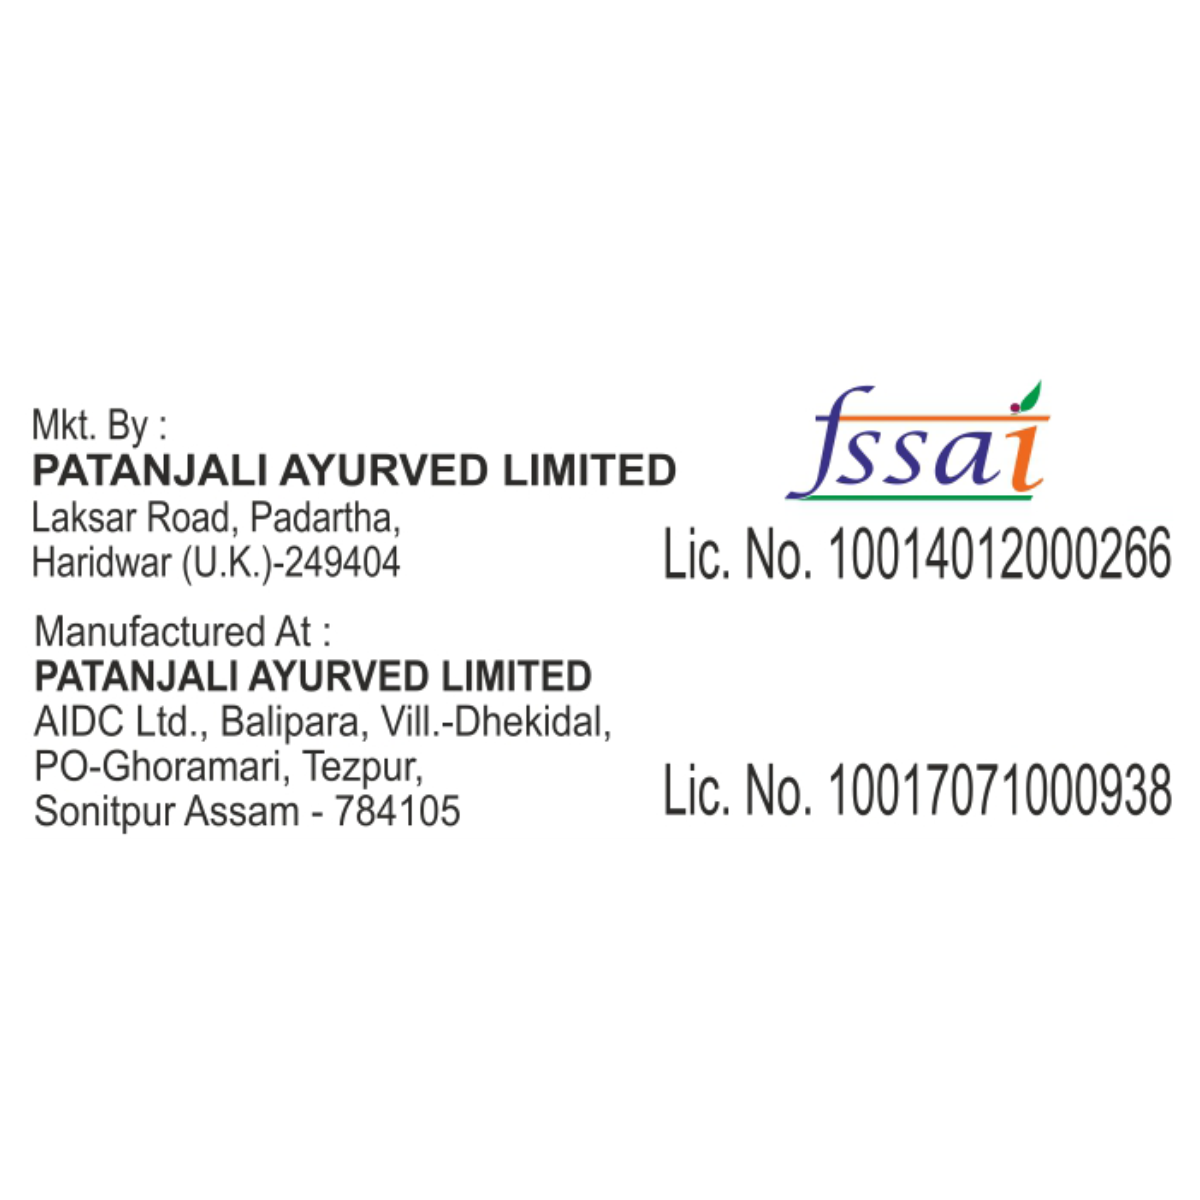 Mkt. By :
PATANJALI AYURVED LIMITED
Laksar Road, Padartha,
Haridwar (U.K.)-249404
fssai
Lic. No. 10014012000266
Manufactured At :
PATANJALI AYURVED LIMITED
AIDC Ltd., Balipara, Vill.-Dhekidal,
PO-Ghoramari, Tezpur,
Sonitpur Assam - 784105
Lic. No. 10017071000938